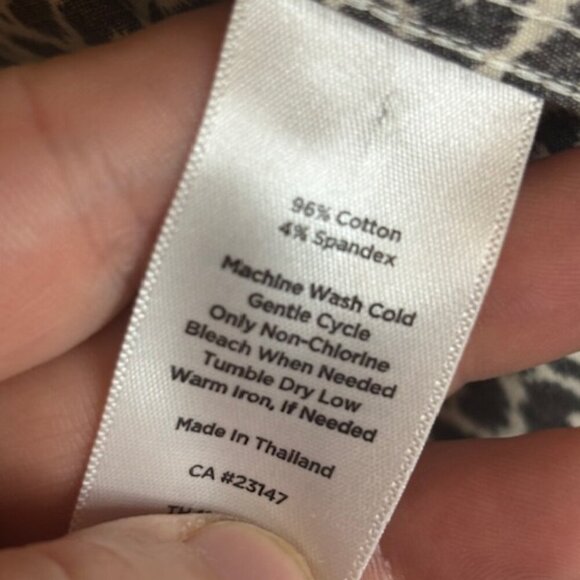 96% Cotton
4% Spandex
Machine Wash Cold
Gentle Cycle
Only Non-Chlorine
Bleach When Needed
Tumble Dry Low
Warm Iron, If Needed
Made In Thailand
CA #23147